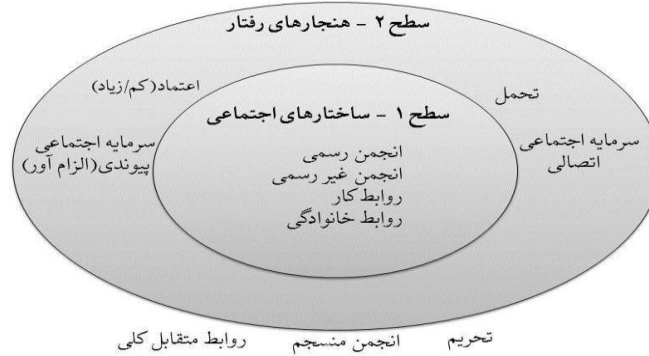 سطح ۲ - هنجارهای رفتار
اعتماد(کم/زیاد)
تحمل
سطح ۱ - ساختارهای اجتماعی
سرمایه اجتماعی
اتصالی
سرمایه اجتماعی
پیوندی(الزام آور)
انجمن رسمی
انجمن غیر رسمی
روابط کار
روابط خانوادگی
تحریم
انجمن منسجم
روابط متقابل کلی